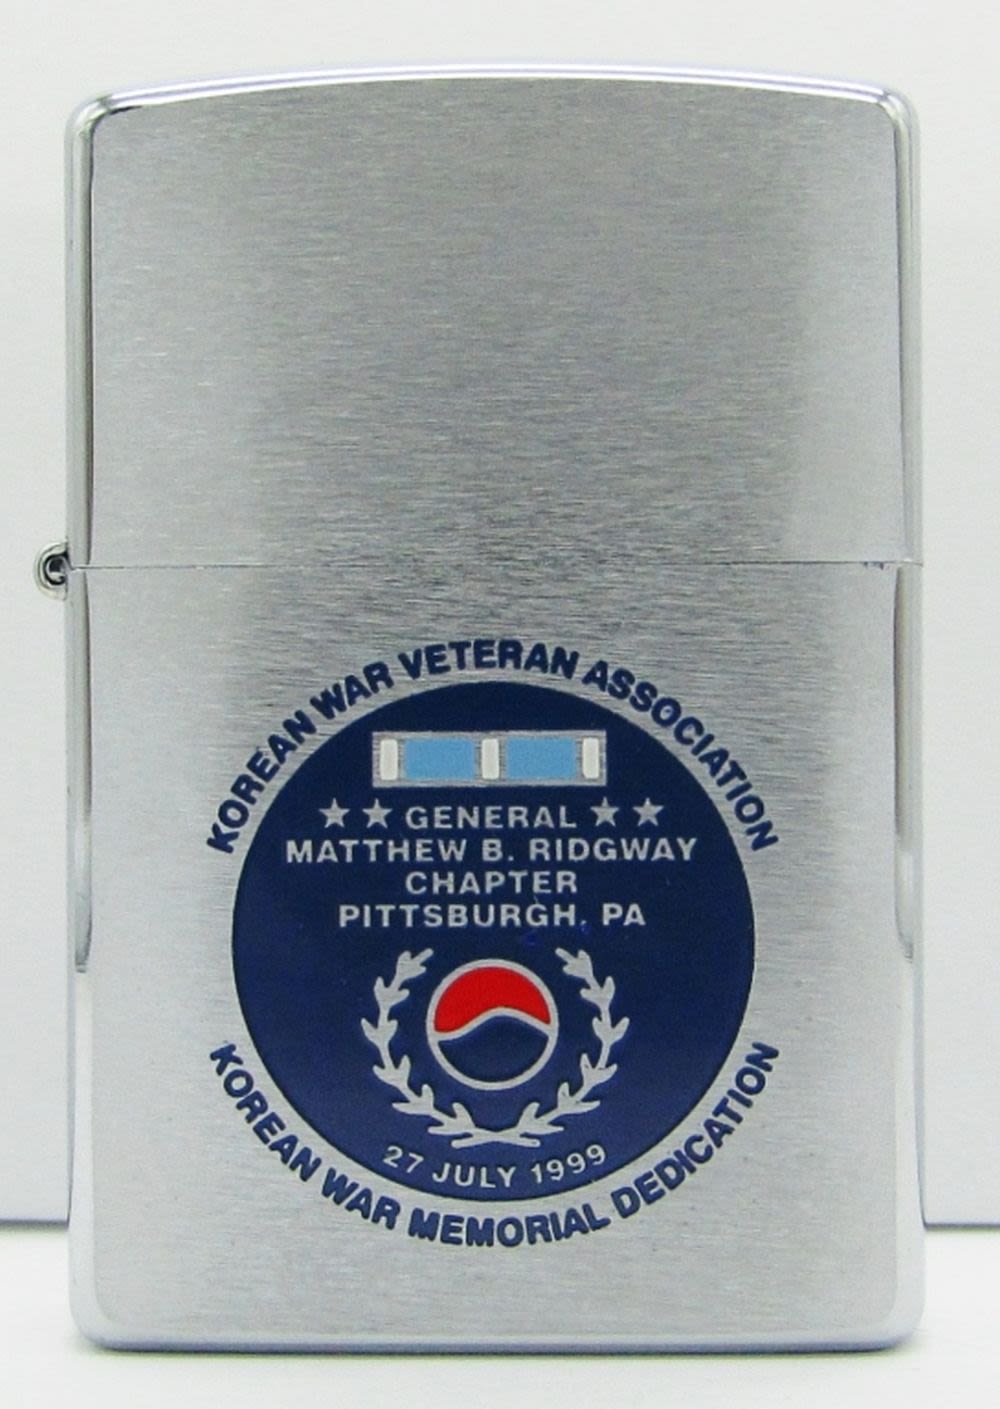 KOREAN WAR VETERAN ASSOCIATION
GENERAL
MATTHEW B. RIDGWAY
CHAPTER
PITTSBURGH, PA
27 JULY 1999
KOREAN WAR MEMORIAL DEDICATION